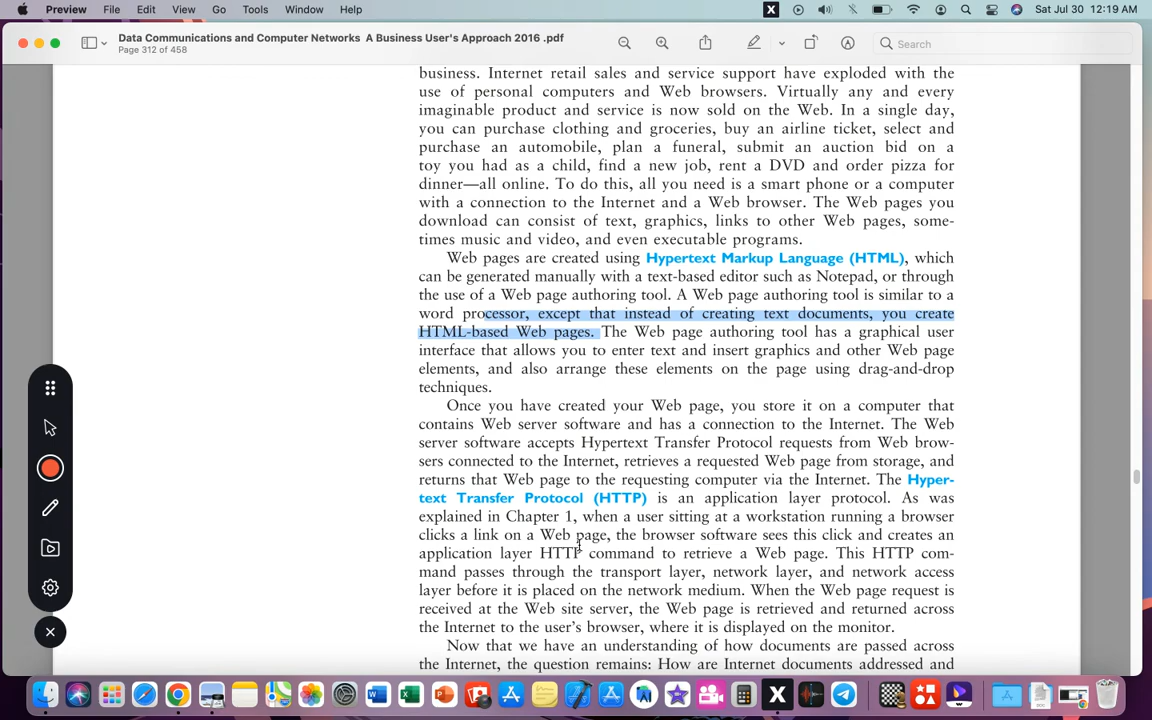 Preview File Edit View Go Tools Window Help Sat Jul 30 12:19 AM
Data Communications and Computer Networks A Business User's Approach 2016 .pdf
Page 312 of 458
Search
business. Internet retail sales and service support have exploded with the
use of personal computers and Web browsers. Virtually any and every
imaginable product and service is now sold on the Web. In a single day,
you can purchase clothing and groceries, buy an airline ticket, select and
purchase an automobile, plan a funeral, submit an auction bid on a
toy you had as a child, find a new job, rent a DVD and order pizza for
dinner—all online. To do this, all you need is a smart phone or a computer
with a connection to the Internet and a Web browser. The Web pages you
download can consist of text, graphics, links to other Web pages, some-
times music and video, and even executable programs.
Web pages are created using Hypertext Markup Language (HTML), which
can be generated manually with a text-based editor such as Notepad, or through
the use of a Web page authoring tool. A Web page authoring tool is similar to a
word processor, except that instead of creating text documents, you create
HTML-based Web pages. The Web page authoring tool has a graphical user
interface that allows you to enter text and insert graphics and other Web page
elements, and also arrange these elements on the page using drag-and-drop
techniques.
Once you have created your Web page, you store it on a computer that
contains Web server software and has a connection to the Internet. The Web
server software accepts Hypertext Transfer Protocol requests from Web brow-
sers connected to the Internet, retrieves a requested Web page from storage, and
returns that Web page to the requesting computer via the Internet. The Hyper-
text Transfer Protocol (HTTP) is an application layer protocol. As was
explained in Chapter 1, when a user sitting at a workstation running a browser
clicks a link on a Web page, the browser software sees this click and creates an
application layer HTTP command to retrieve a Web page. This HTTP com-
mand passes through the transport layer, network layer, and network access
layer before it is placed on the network medium. When the Web page request is
received at the Web site server, the Web page is retrieved and returned across
the Internet to the user's browser, where it is displayed on the monitor.
Now that we have an understanding of how documents are passed across
the Internet, the question remains: How are Internet documents addressed and